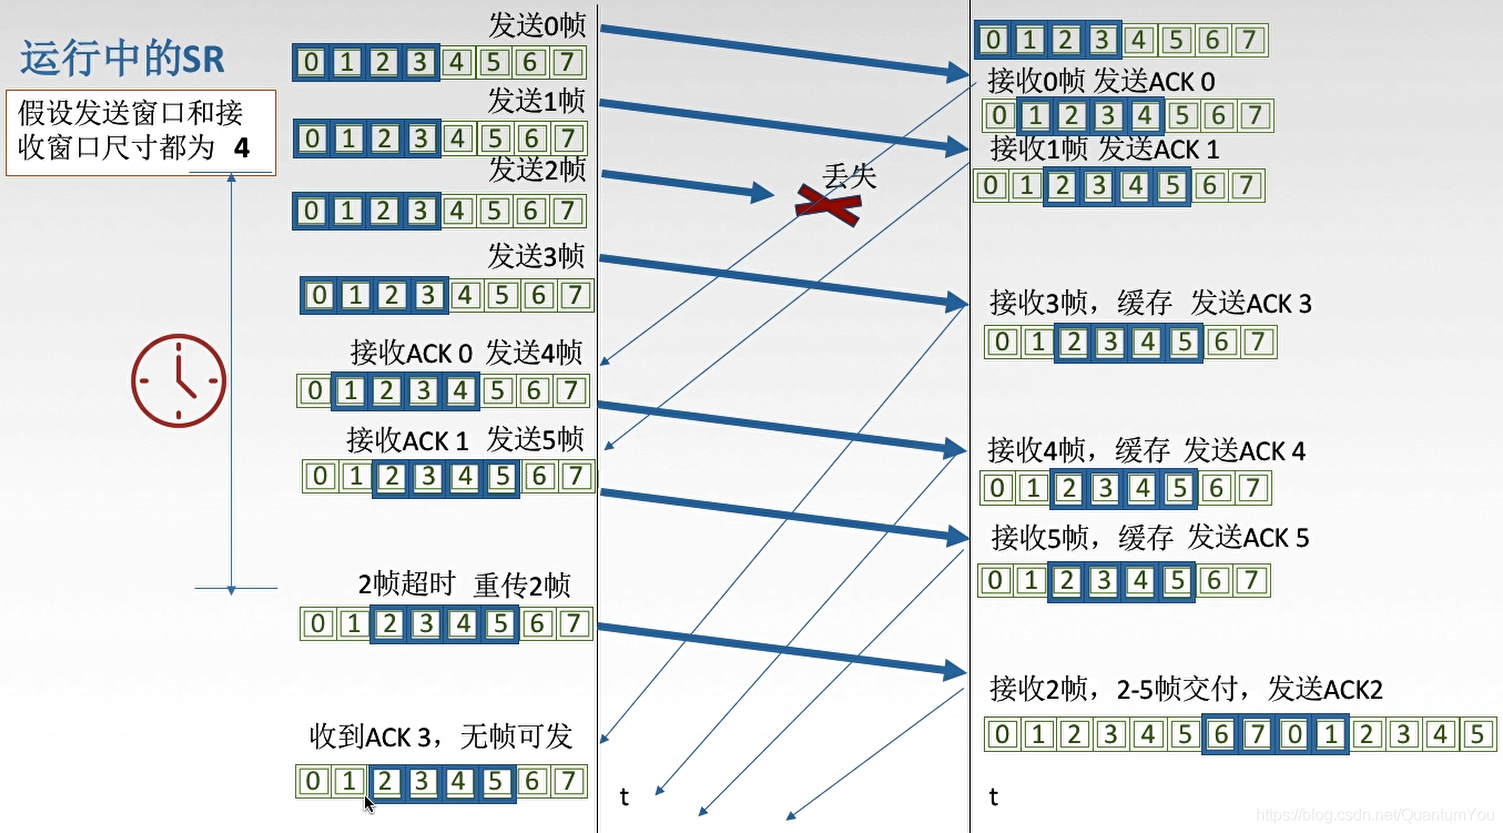 运行中的SR
假设发送窗口和接
收窗口尺寸都为 4
发送0帧
0 1 2 3 4 5 6 7
发送1帧
0 1 2 3 4 5 6 7
发送2帧
0 1 2 3 4 5 6 7
发送3帧
0 1 2 3 4 5 6 7
接收ACK 0 发送4帧
0 1 2 3 4 5 6 7
接收ACK 1 发送5帧
0 1 2 3 4 5 6 7
2帧超时 重传2帧
0 1 2 3 4 5 6 7
收到ACK 3，无帧可发
0 1 2 3 4 5 6 7
丢失
t
0 1 2 3 4 5 6 7
接收0帧 发送ACK 0
0 1 2 3 4 5 6 7
接收1帧 发送ACK 1
0 1 2 3 4 5 6 7
接收3帧，缓存 发送ACK 3
0 1 2 3 4 5 6 7
接收4帧，缓存 发送ACK 4
0 1 2 3 4 5 6 7
接收5帧，缓存 发送ACK 5
0 1 2 3 4 5 6 7
接收2帧，2-5帧交付，发送ACK2
0 1 2 3 4 5 6 7 0 1 2 3 4 5
t
https://blog.csdn.net/QuantumYou